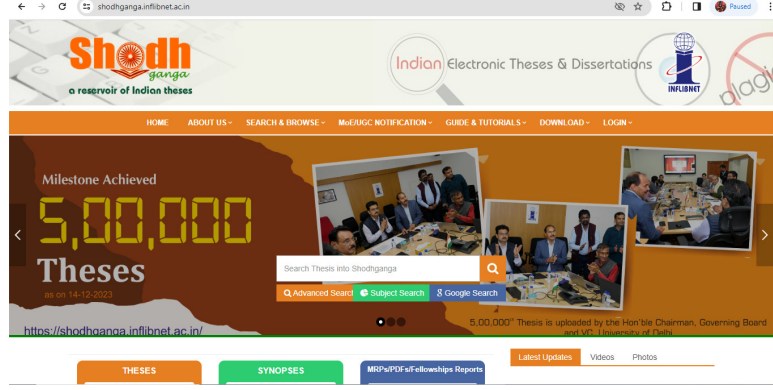 shodhganga.inflibnet.ac.in
Paused
Shodh
ganga
a reservoir of Indian theses
Indian Electronic Theses & Dissertations
INFLIBNET
plagi
HOME ABOUT US SEARCH & BROWSE MoE/UGC NOTIFICATION GUIDE & TUTORIALS DOWNLOAD LOGIN
Milestone Achieved
5,00,000
Theses
as on 14-12-2023
Search Thesis into Shodhganga
Advanced Search Subject Search Google Search
https://shodhganga.inflibnet.ac.in/
5,00,000th Thesis is uploaded by the Hon'ble Chairman, Governing Board
and VC, University of Delhi
Latest Updates Videos Photos
THESES SYNOPSES MRPs/PDFs/Fellowships Reports